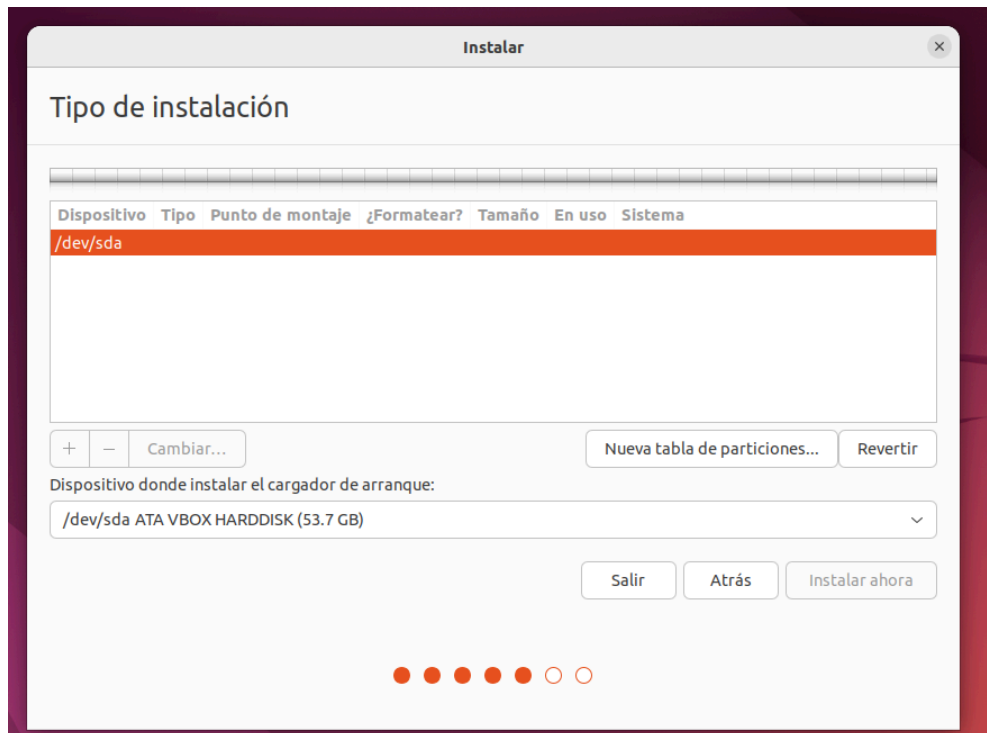 Instalar
Tipo de instalación
Dispositivo Tipo Punto de montaje ¿Formatear? Tamaño En uso Sistema
/dev/sda
+ − Cambiar... Nueva tabla de particiones... Revertir
Dispositivo donde instalar el cargador de arranque:
/dev/sda ATA VBOX HARDDISK (53.7 GB)
Salir Atrás Instalar ahora